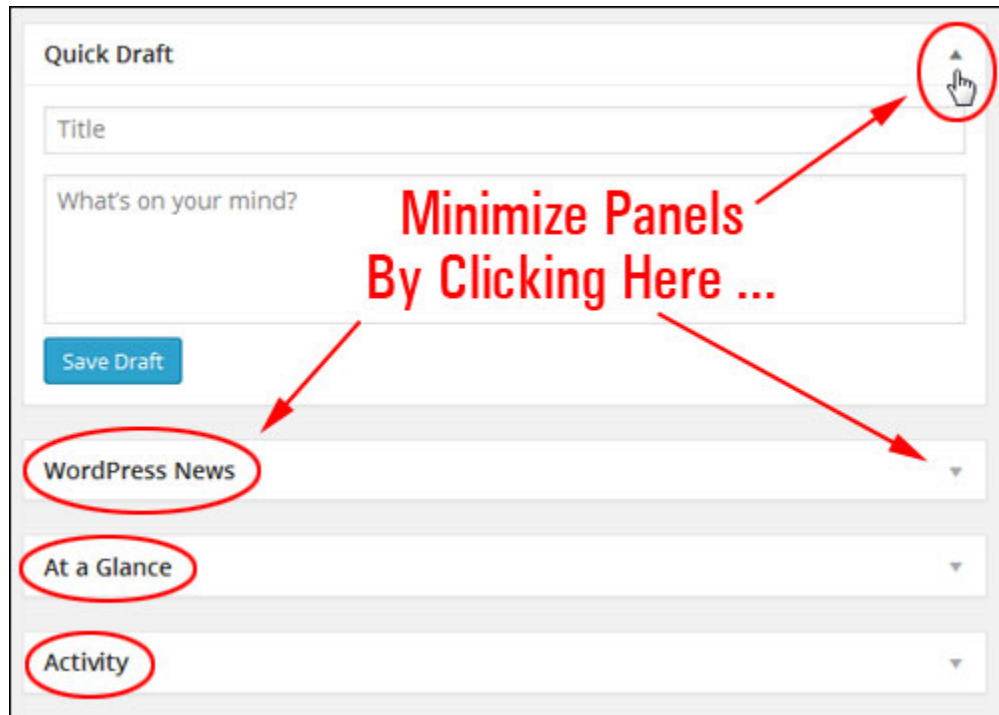 Quick Draft
Title
What's on your mind?
Minimize Panels
By Clicking Here ...
Save Draft
WordPress News
At a Glance
Activity